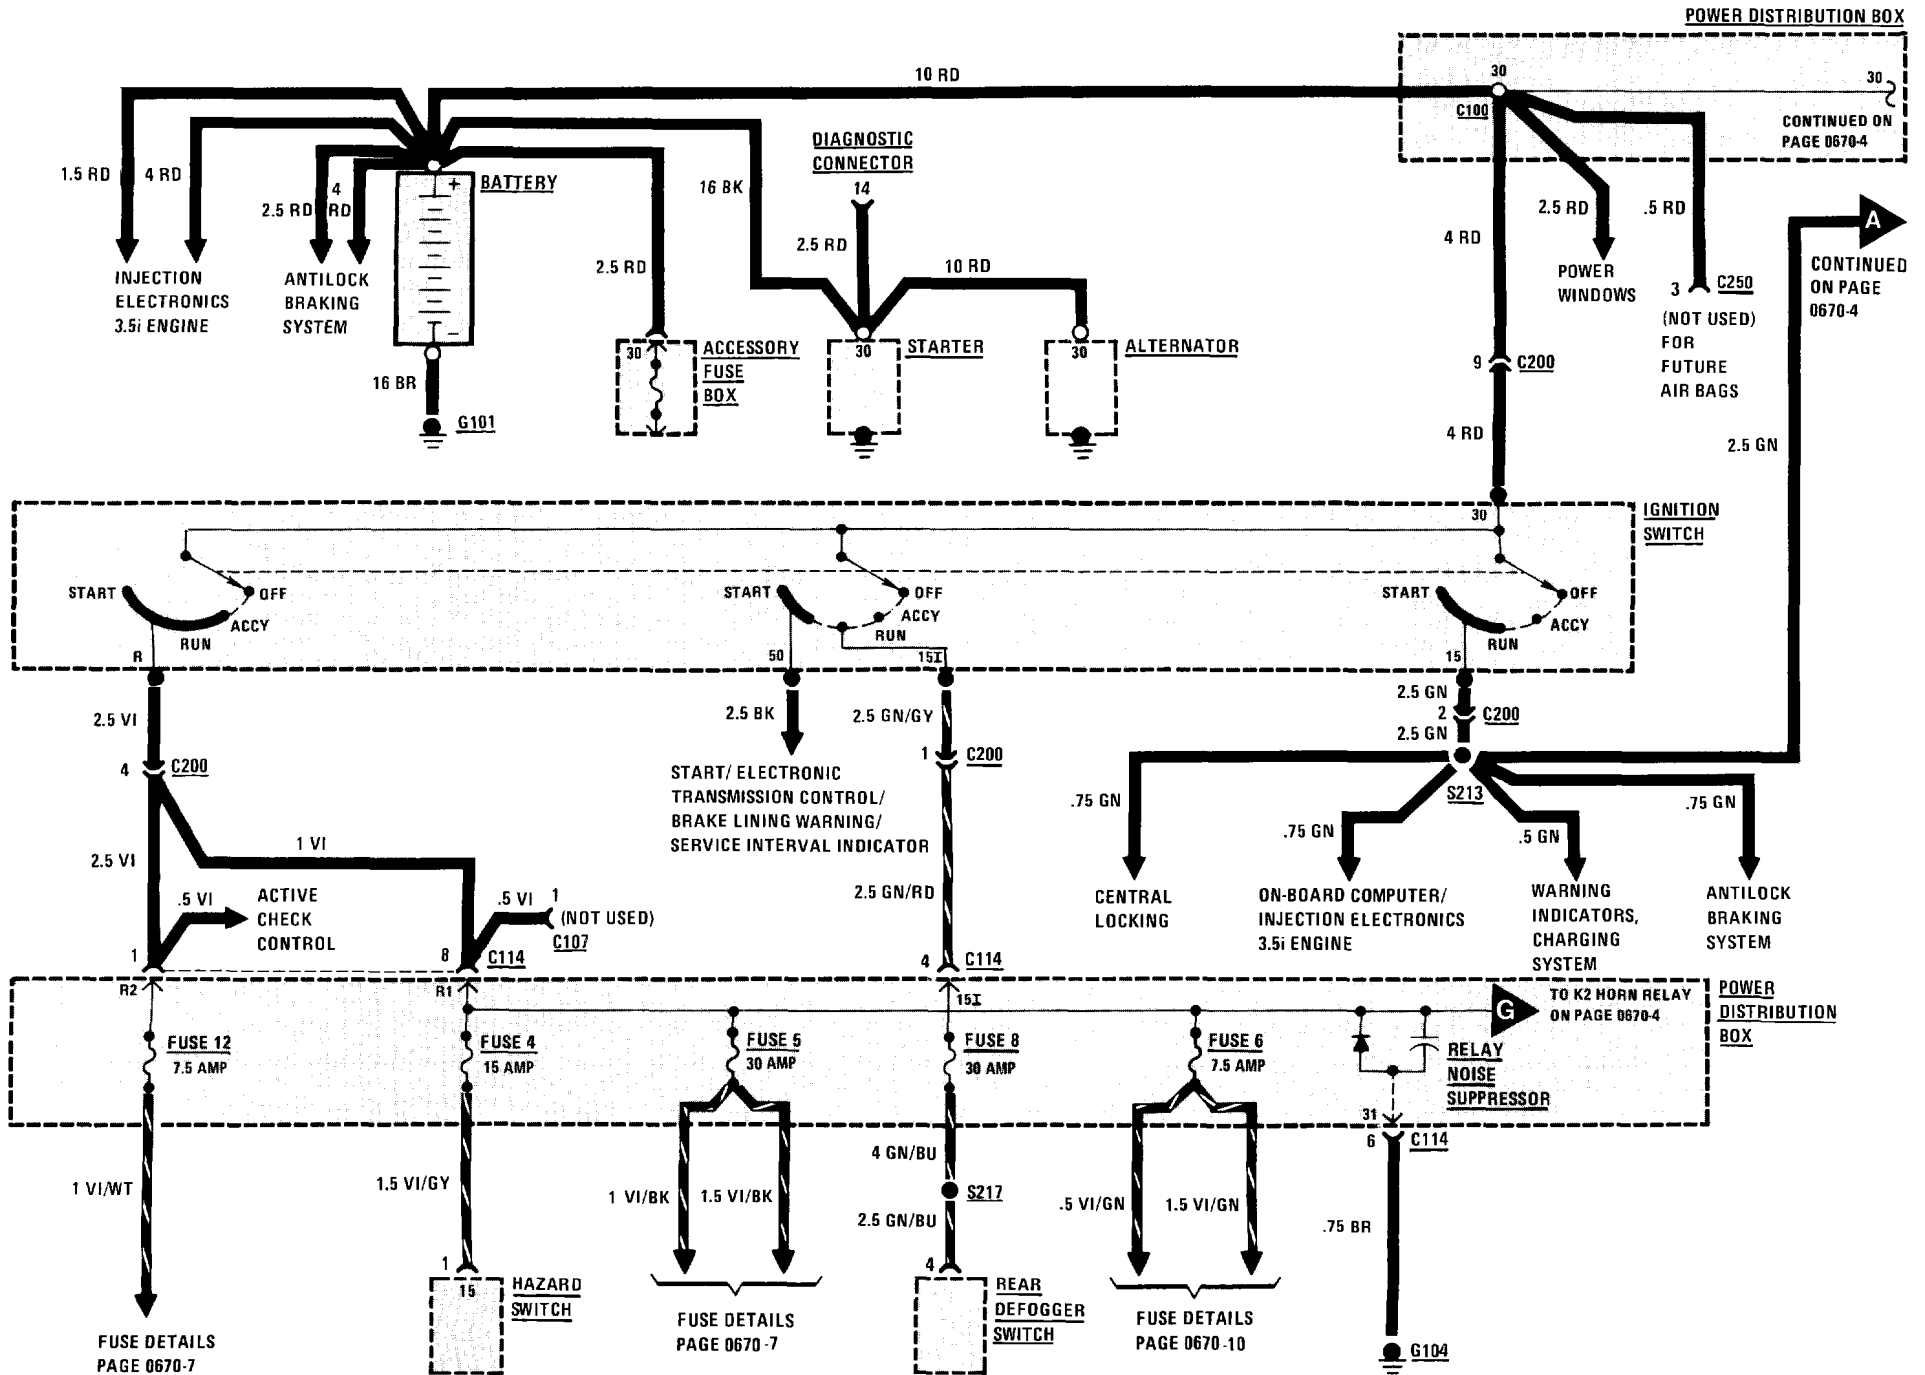 POWER DISTRIBUTION BOX
10 RD
30
30
C100
CONTINUED ON
PAGE 0670-4
1.5 RD
4 RD
2.5 RD
4
RD
+
BATTERY
-
INJECTION
ELECTRONICS
3.5i ENGINE
ANTILOCK
BRAKING
SYSTEM
16 BR
G101
2.5 RD
30
ACCESSORY
FUSE
BOX
16 BK
DIAGNOSTIC
CONNECTOR
14
2.5 RD
10 RD
30
STARTER
30
ALTERNATOR
4 RD
2.5 RD
.5 RD
POWER
WINDOWS
3
C250
(NOT USED)
FOR
FUTURE
AIR BAGS
A
CONTINUED
ON PAGE
0670-4
9
C200
4 RD
2.5 GN
30
IGNITION
SWITCH
START
OFF
ACCY
RUN
R
START
OFF
ACCY
RUN
50
15I
START
OFF
ACCY
RUN
15
2.5 VI
4
C200
2.5 BK
START/ ELECTRONIC
TRANSMISSION CONTROL/
BRAKE LINING WARNING/
SERVICE INTERVAL INDICATOR
2.5 GN/GY
1
C200
2.5 GN
2
C200
2.5 GN
S213
2.5 VI
1 VI
.5 VI
ACTIVE
CHECK
CONTROL
.5 VI
1
(NOT USED)
C107
1
8
C114
2.5 GN/RD
4
C114
.75 GN
CENTRAL
LOCKING
.75 GN
ON-BOARD COMPUTER/
INJECTION ELECTRONICS
3.5i ENGINE
.5 GN
WARNING
INDICATORS,
CHARGING
SYSTEM
.75 GN
ANTILOCK
BRAKING
SYSTEM
R2
R1
15I
G
TO K2 HORN RELAY
ON PAGE 0670-4
POWER
DISTRIBUTION
BOX
FUSE 12
7.5 AMP
FUSE 4
15 AMP
FUSE 5
30 AMP
FUSE 8
30 AMP
FUSE 6
7.5 AMP
RELAY
NOISE
SUPPRESSOR
31
6
C114
1 VI/WT
1.5 VI/GY
1 VI/BK
1.5 VI/BK
4 GN/BU
S217
2.5 GN/BU
.5 VI/GN
1.5 VI/GN
.75 BR
1
15
HAZARD
SWITCH
4
REAR
DEFOGGER
SWITCH
FUSE DETAILS
PAGE 0670-7
FUSE DETAILS
PAGE 0670-7
FUSE DETAILS
PAGE 0670-10
G104